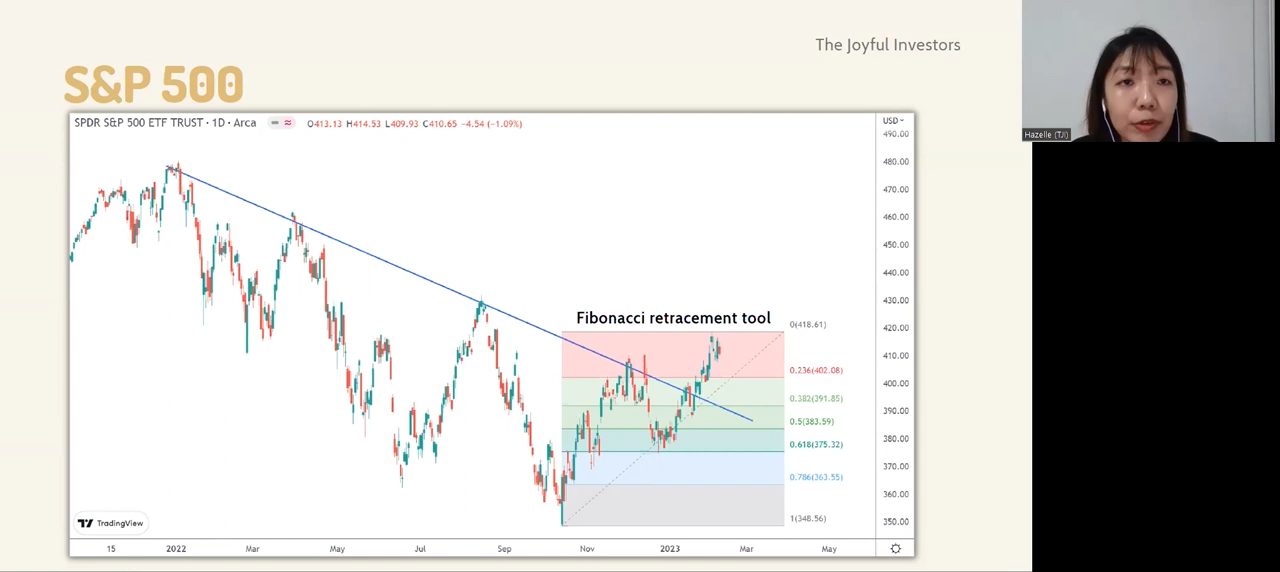 The Joyful Investors
S&P 500
SPDR S&P 500 ETF TRUST · 1D · Arca O413.13 H414.53 L409.93 C410.65 -4.54 (-1.09%)
USD
490.00
480.00
470.00
460.00
450.00
440.00
430.00
420.00
410.00
400.00
390.00
380.00
370.00
360.00
350.00
Fibonacci retracement tool
0(418.61)
0.236(402.08)
0.382(391.85)
0.5(383.59)
0.618(375.32)
0.786(363.55)
1(348.56)
TradingView
15 2022 Mar May Jul Sep Nov 2023 Mar May
Hazelle (TJI)